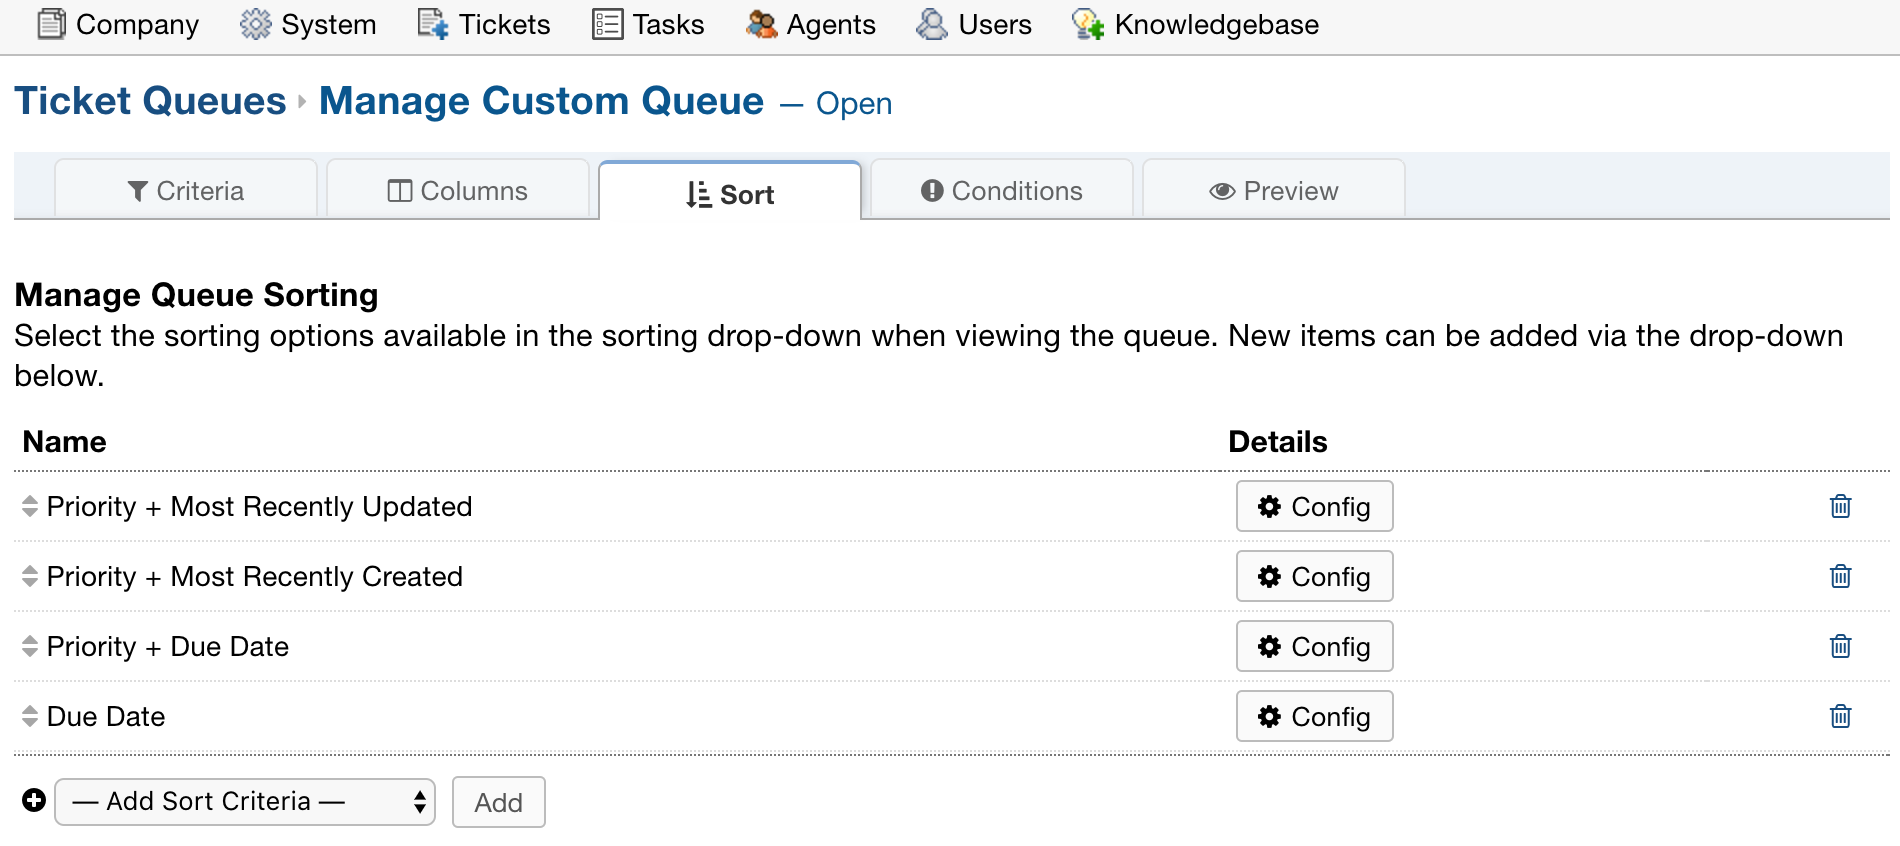 Company System Tickets Tasks Agents Users Knowledgebase
Ticket Queues Manage Custom Queue — Open
Criteria Columns Sort Conditions Preview
Manage Queue Sorting
Select the sorting options available in the sorting drop-down when viewing the queue. New items can be added via the drop-down
below.
Name Details
Priority + Most Recently Updated Config
Priority + Most Recently Created Config
Priority + Due Date Config
Due Date Config
— Add Sort Criteria — Add